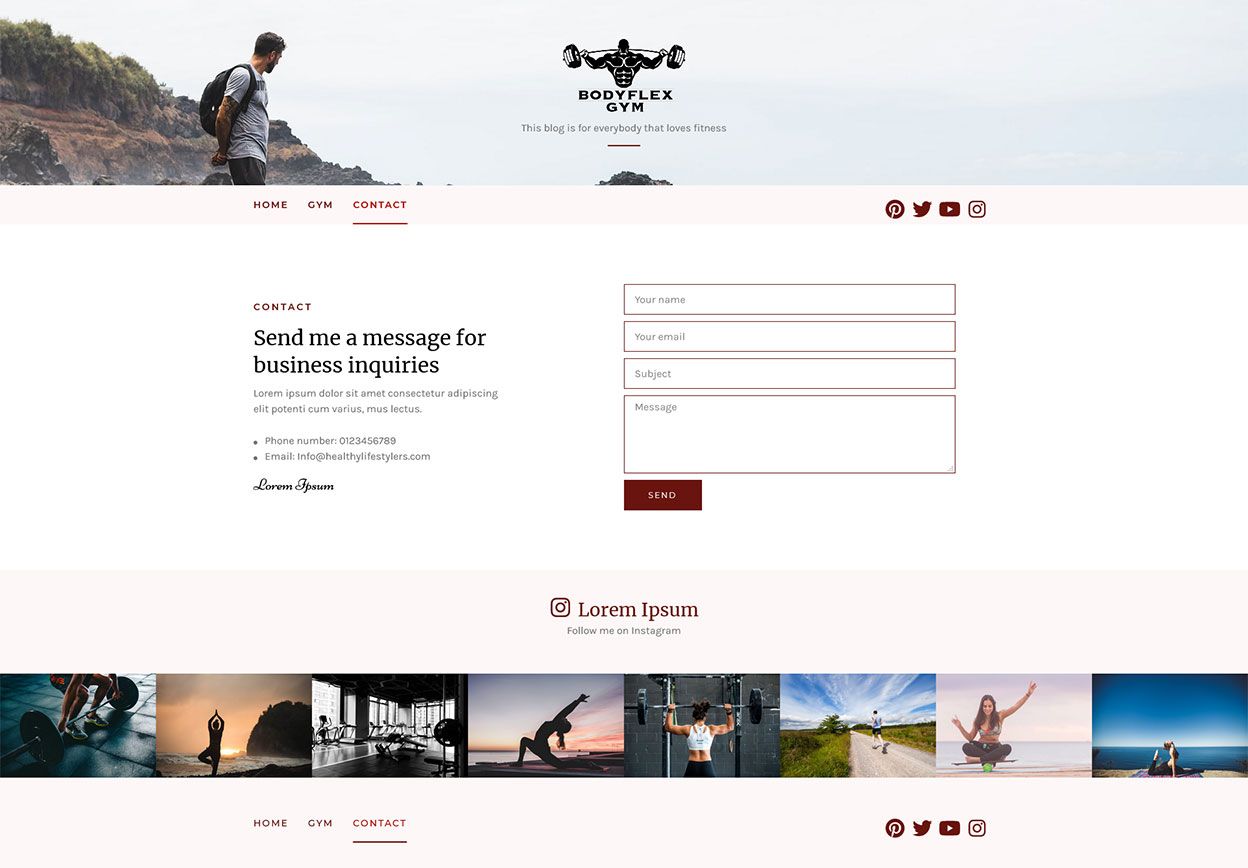 BODYFLEX
GYM
This blog is for everybody that loves fitness
HOME GYM CONTACT
CONTACT
Send me a message for
business inquiries
Lorem ipsum dolor sit amet consectetur adipiscing
elit potenti cum varius, mus lectus.
Phone number: 0123456789
Email: Info@healthylifestylers.com
Lorem Ipsum
Your name
Your email
Subject
Message
SEND
Lorem Ipsum
Follow me on Instagram
HOME GYM CONTACT